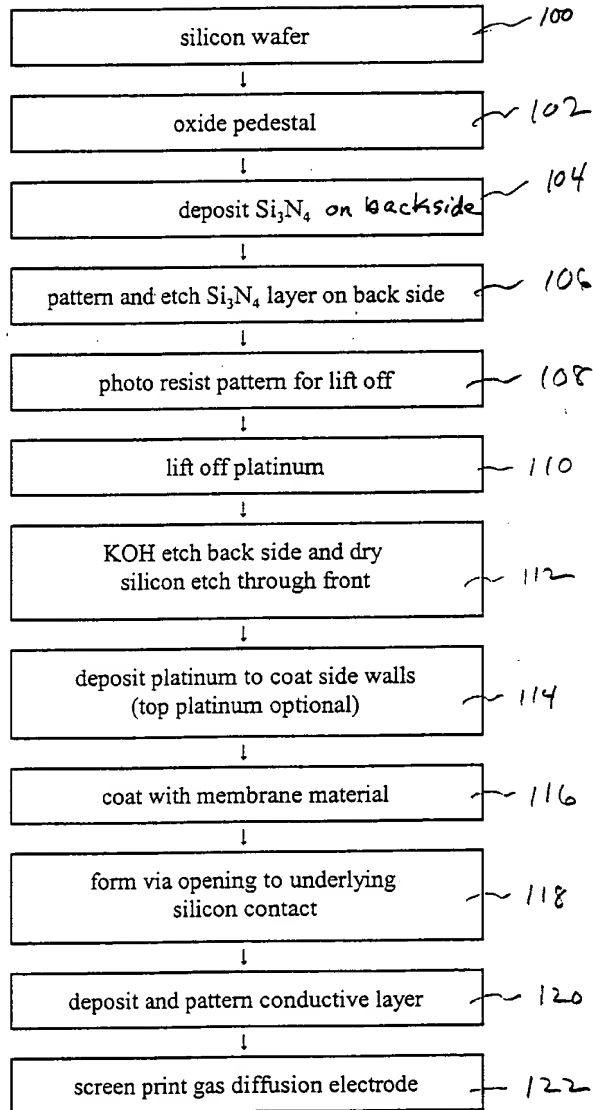 silicon wafer 100
↓
oxide pedestal 102
↓
104
deposit Si₃N₄ on backside
↓
pattern and etch Si₃N₄ layer on back side 106
↓
photo resist pattern for lift off 108
↓
lift off platinum 110
↓
KOH etch back side and dry
silicon etch through front 112
↓
deposit platinum to coat side walls
(top platinum optional) 114
↓
coat with membrane material 116
↓
form via opening to underlying
silicon contact 118
↓
deposit and pattern conductive layer 120
↓
screen print gas diffusion electrode 122